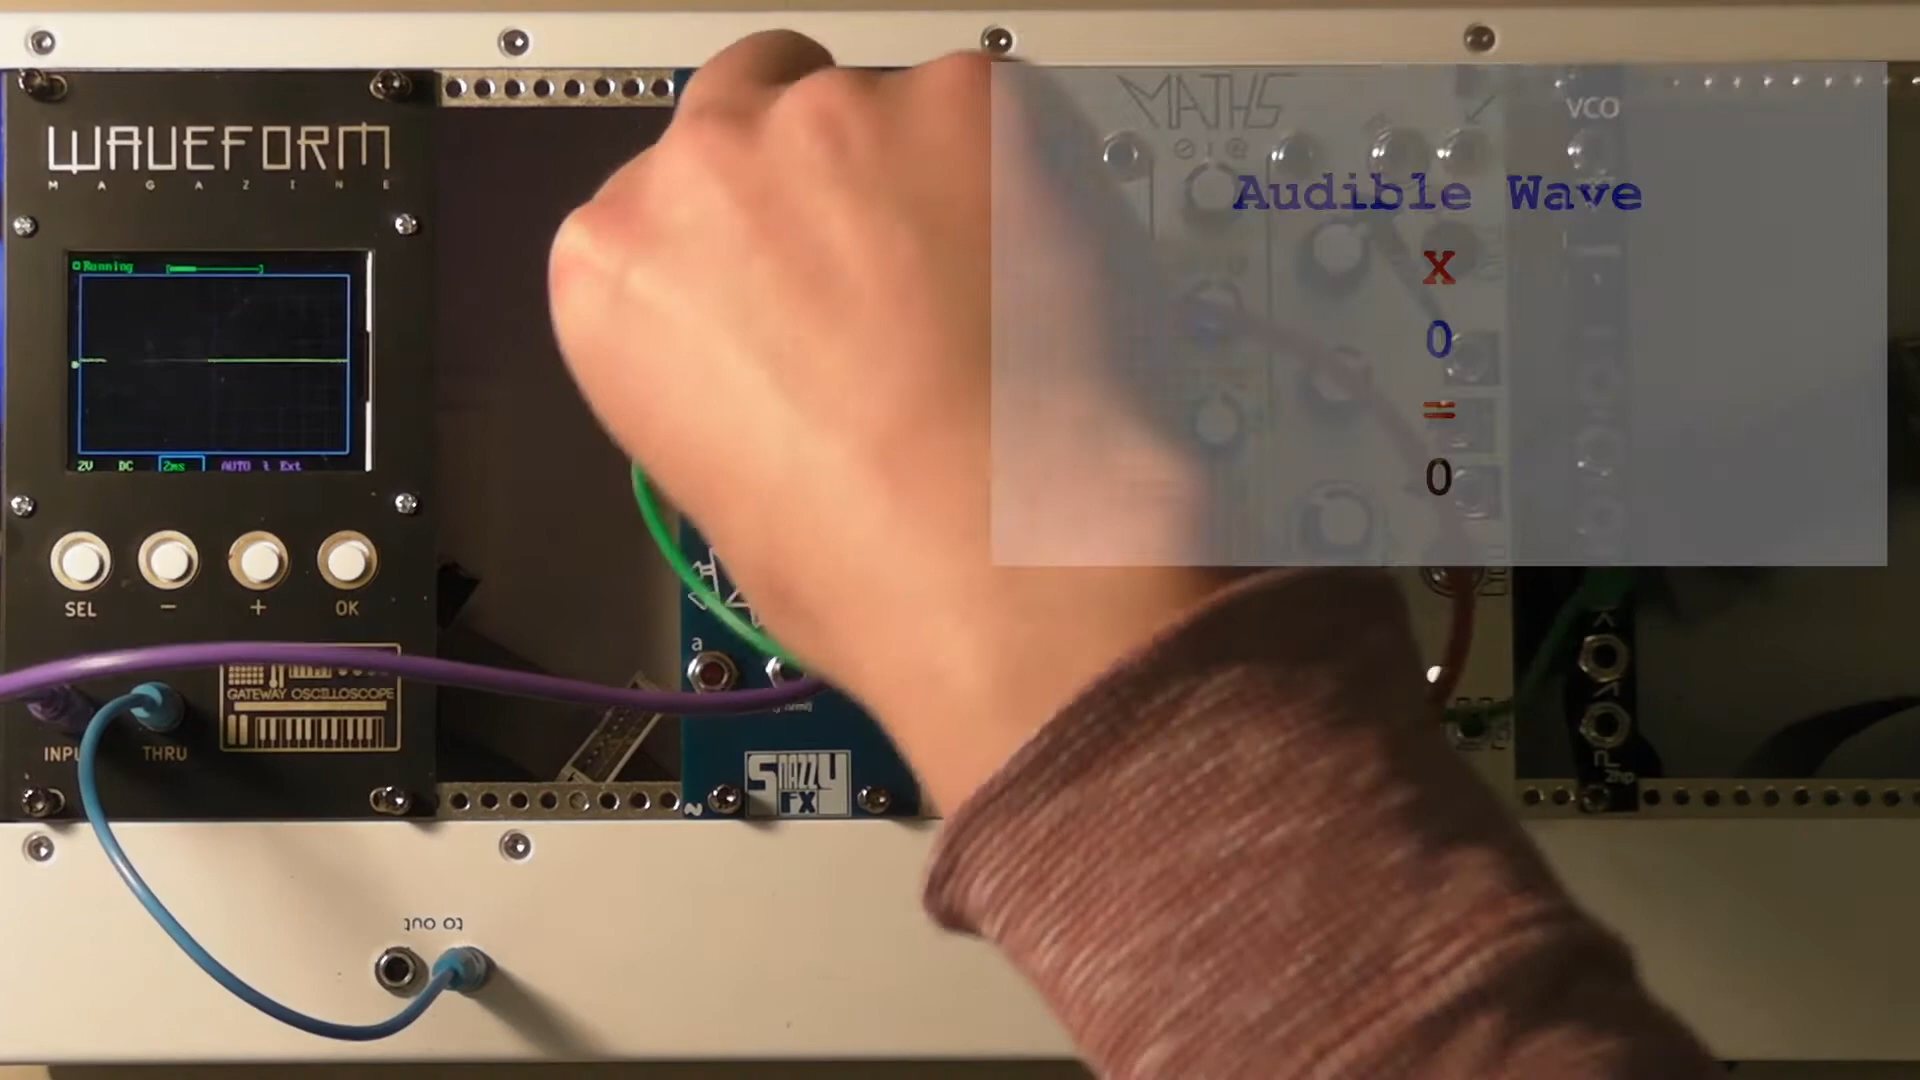 WAVEFORM
MAGAZINE
Running
2V DC 2ms AUTO Ext
SEL - + OK
GATEWAY OSCILLOSCOPE
THRU
a
SNAZZY
FX
to out
MATHS
VCO
Audible Wave
x
0
=
0
2hp